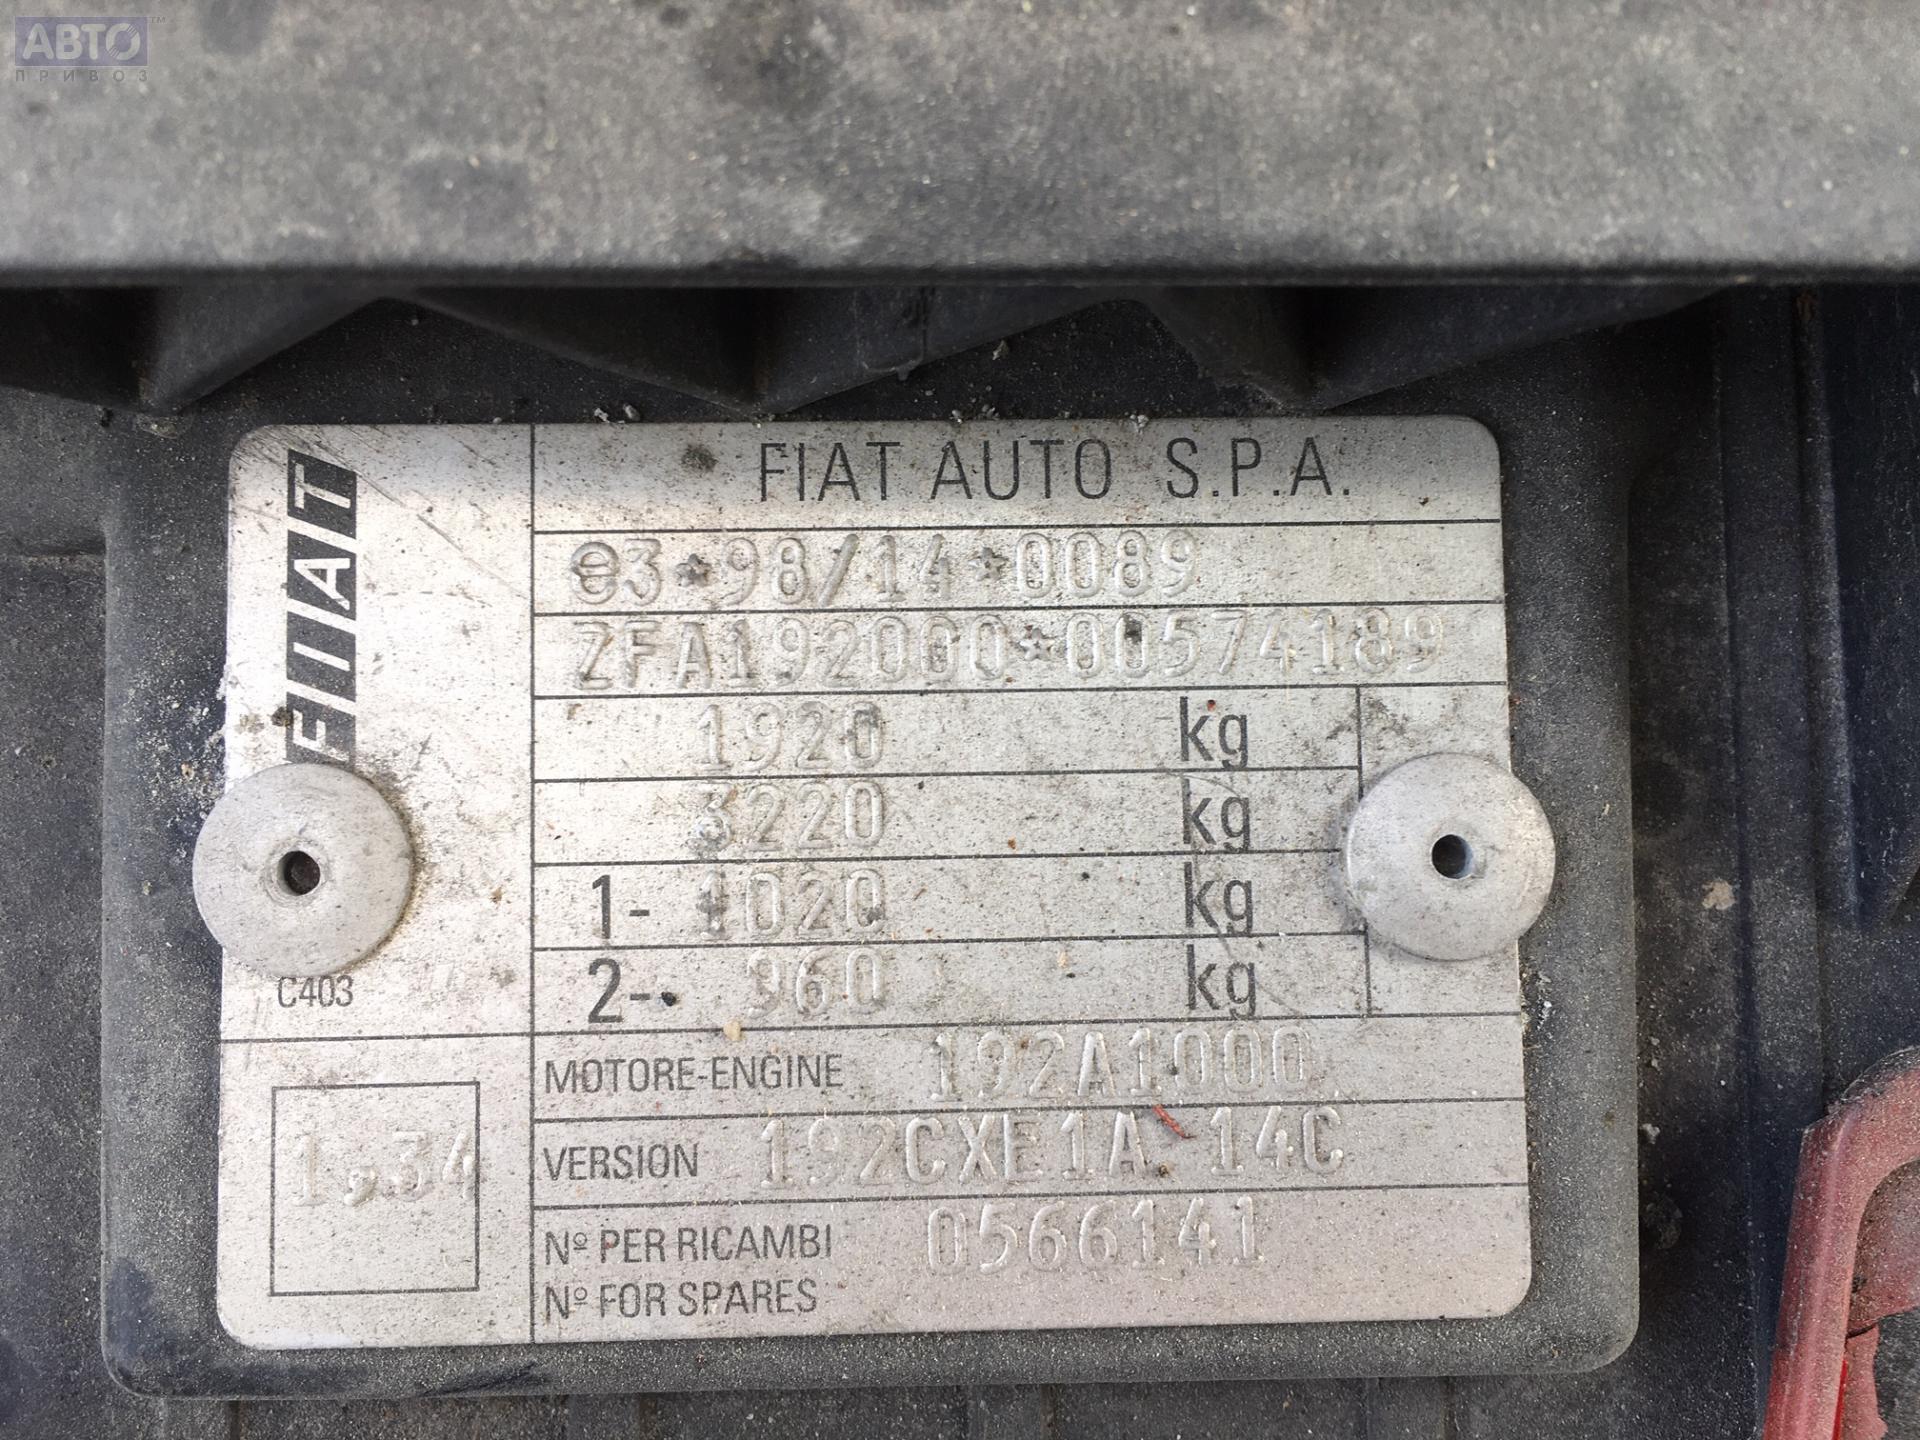 АВТО™
ПРИВОЗ
FIAT
FIAT AUTO S.P.A.
e3*98/14*0089
ZFA192000*00574189
1920 kg
3220 kg
1- 1020 kg
2- 960 kg
C403
MOTORE-ENGINE 192A1000
VERSION 192CXE1A 14C
1,34
Nº PER RICAMBI 0566141
Nº FOR SPARES